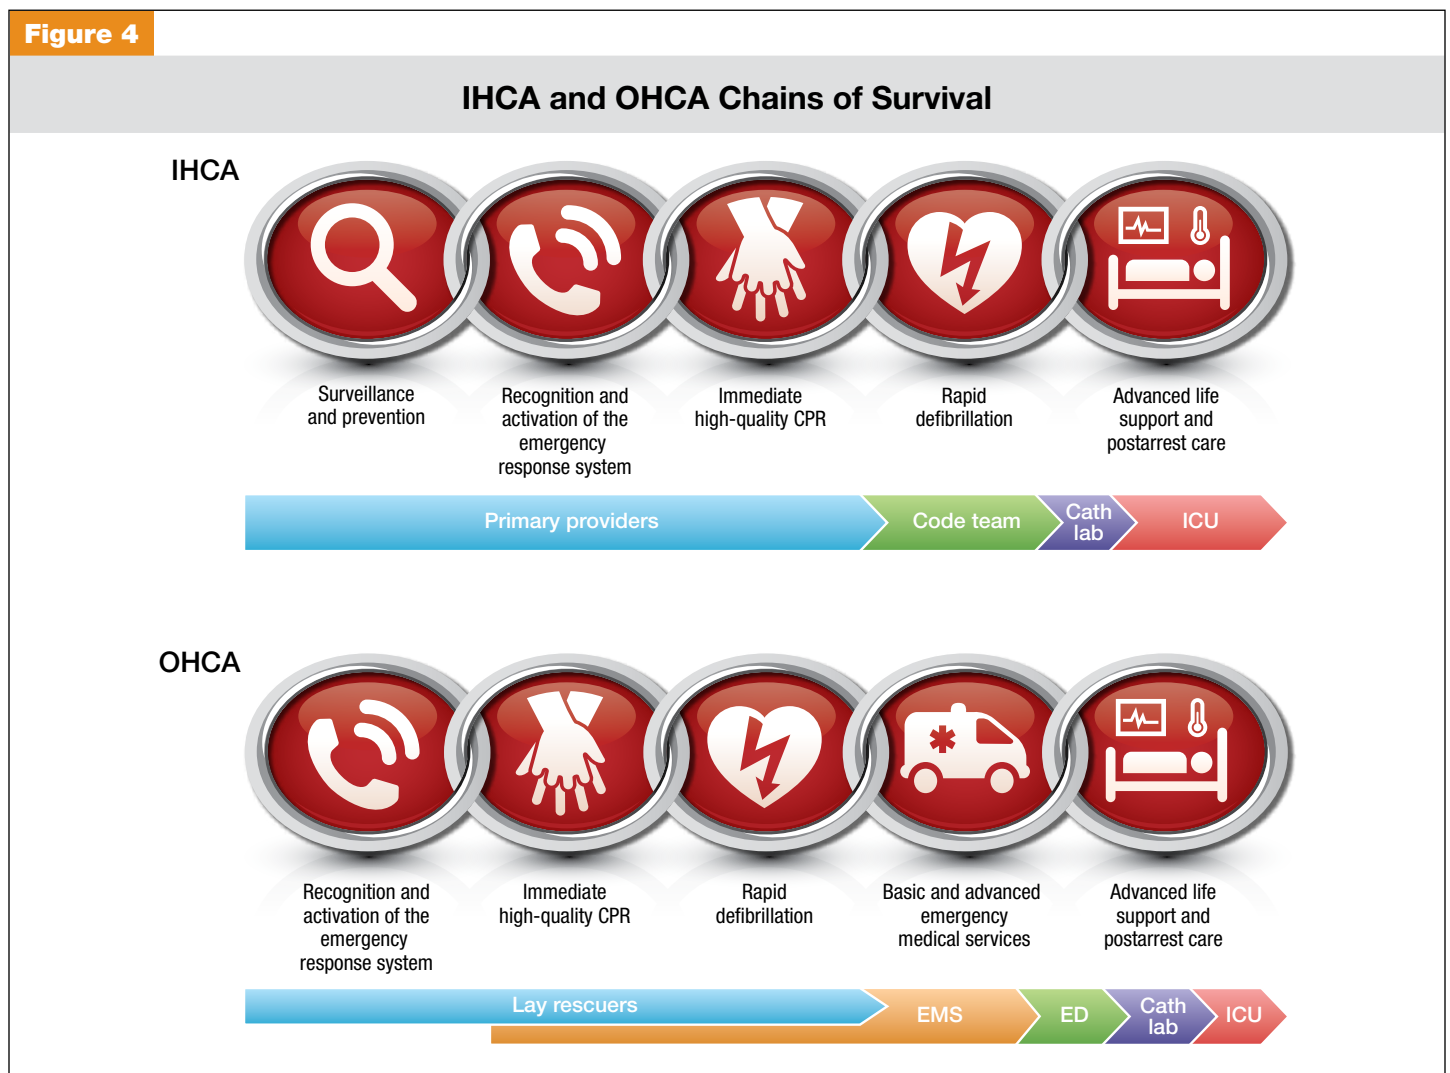 Figure 4
IHCA and OHCA Chains of Survival
IHCA
Surveillance
and prevention
Recognition and
activation of the
emergency
response system
Immediate
high-quality CPR
Rapid
defibrillation
Advanced life
support and
postarrest care
Primary providers
Code team
Cath
lab
ICU
OHCA
Recognition and
activation of the
emergency
response system
Immediate
high-quality CPR
Rapid
defibrillation
Basic and advanced
emergency
medical services
Advanced life
support and
postarrest care
Lay rescuers
EMS
ED
Cath
lab
ICU